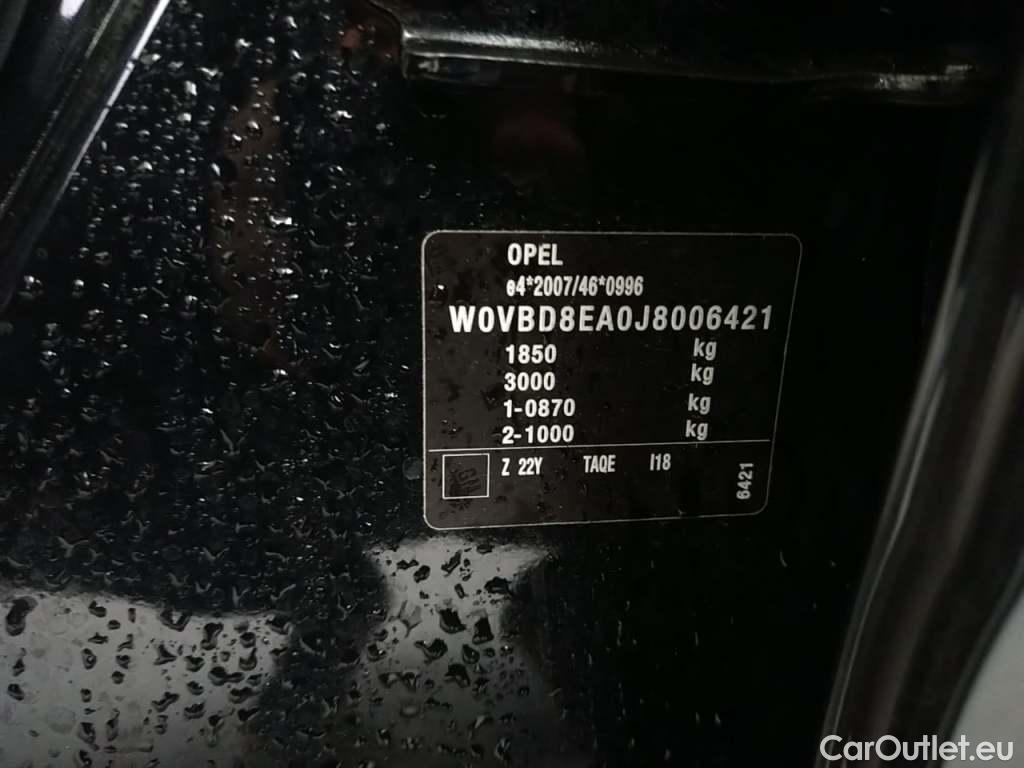 OPEL
e4*2007/46*0996
W0VBD8EA0J8006421
1850 kg
3000 kg
1-0870 kg
2-1000 kg
Z 22Y TAQE I18
6421
CarOutlet.eu